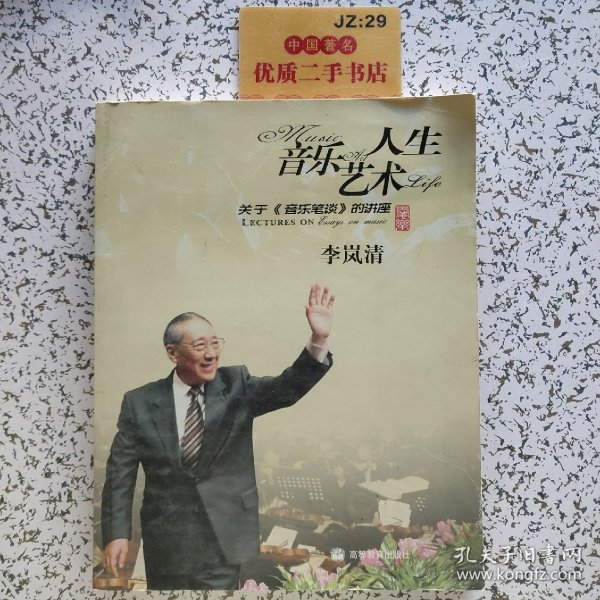 JZ:29
中国著名
优质二手书店
Music Art Life
音乐 艺术 人生
关于《音乐笔谈》的讲座
LECTURES ON Essays on music
李岚清
高等教育出版社
孔夫子旧书网
www.kongfz.com